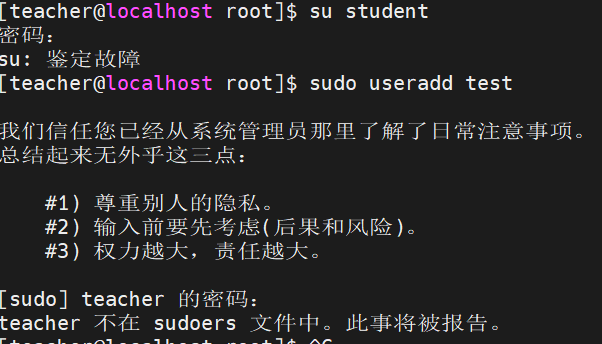 [teacher@localhost root]$ su student
密码：
su: 鉴定故障
[teacher@localhost root]$ sudo useradd test
我们信任您已经从系统管理员那里了解了日常注意事项。
总结起来无外乎这三点：
#1) 尊重别人的隐私。
#2) 输入前要先考虑(后果和风险)。
#3) 权力越大，责任越大。
[sudo] teacher 的密码：
teacher 不在 sudoers 文件中。此事将被报告。
[teacher@localhost root]$ ^C